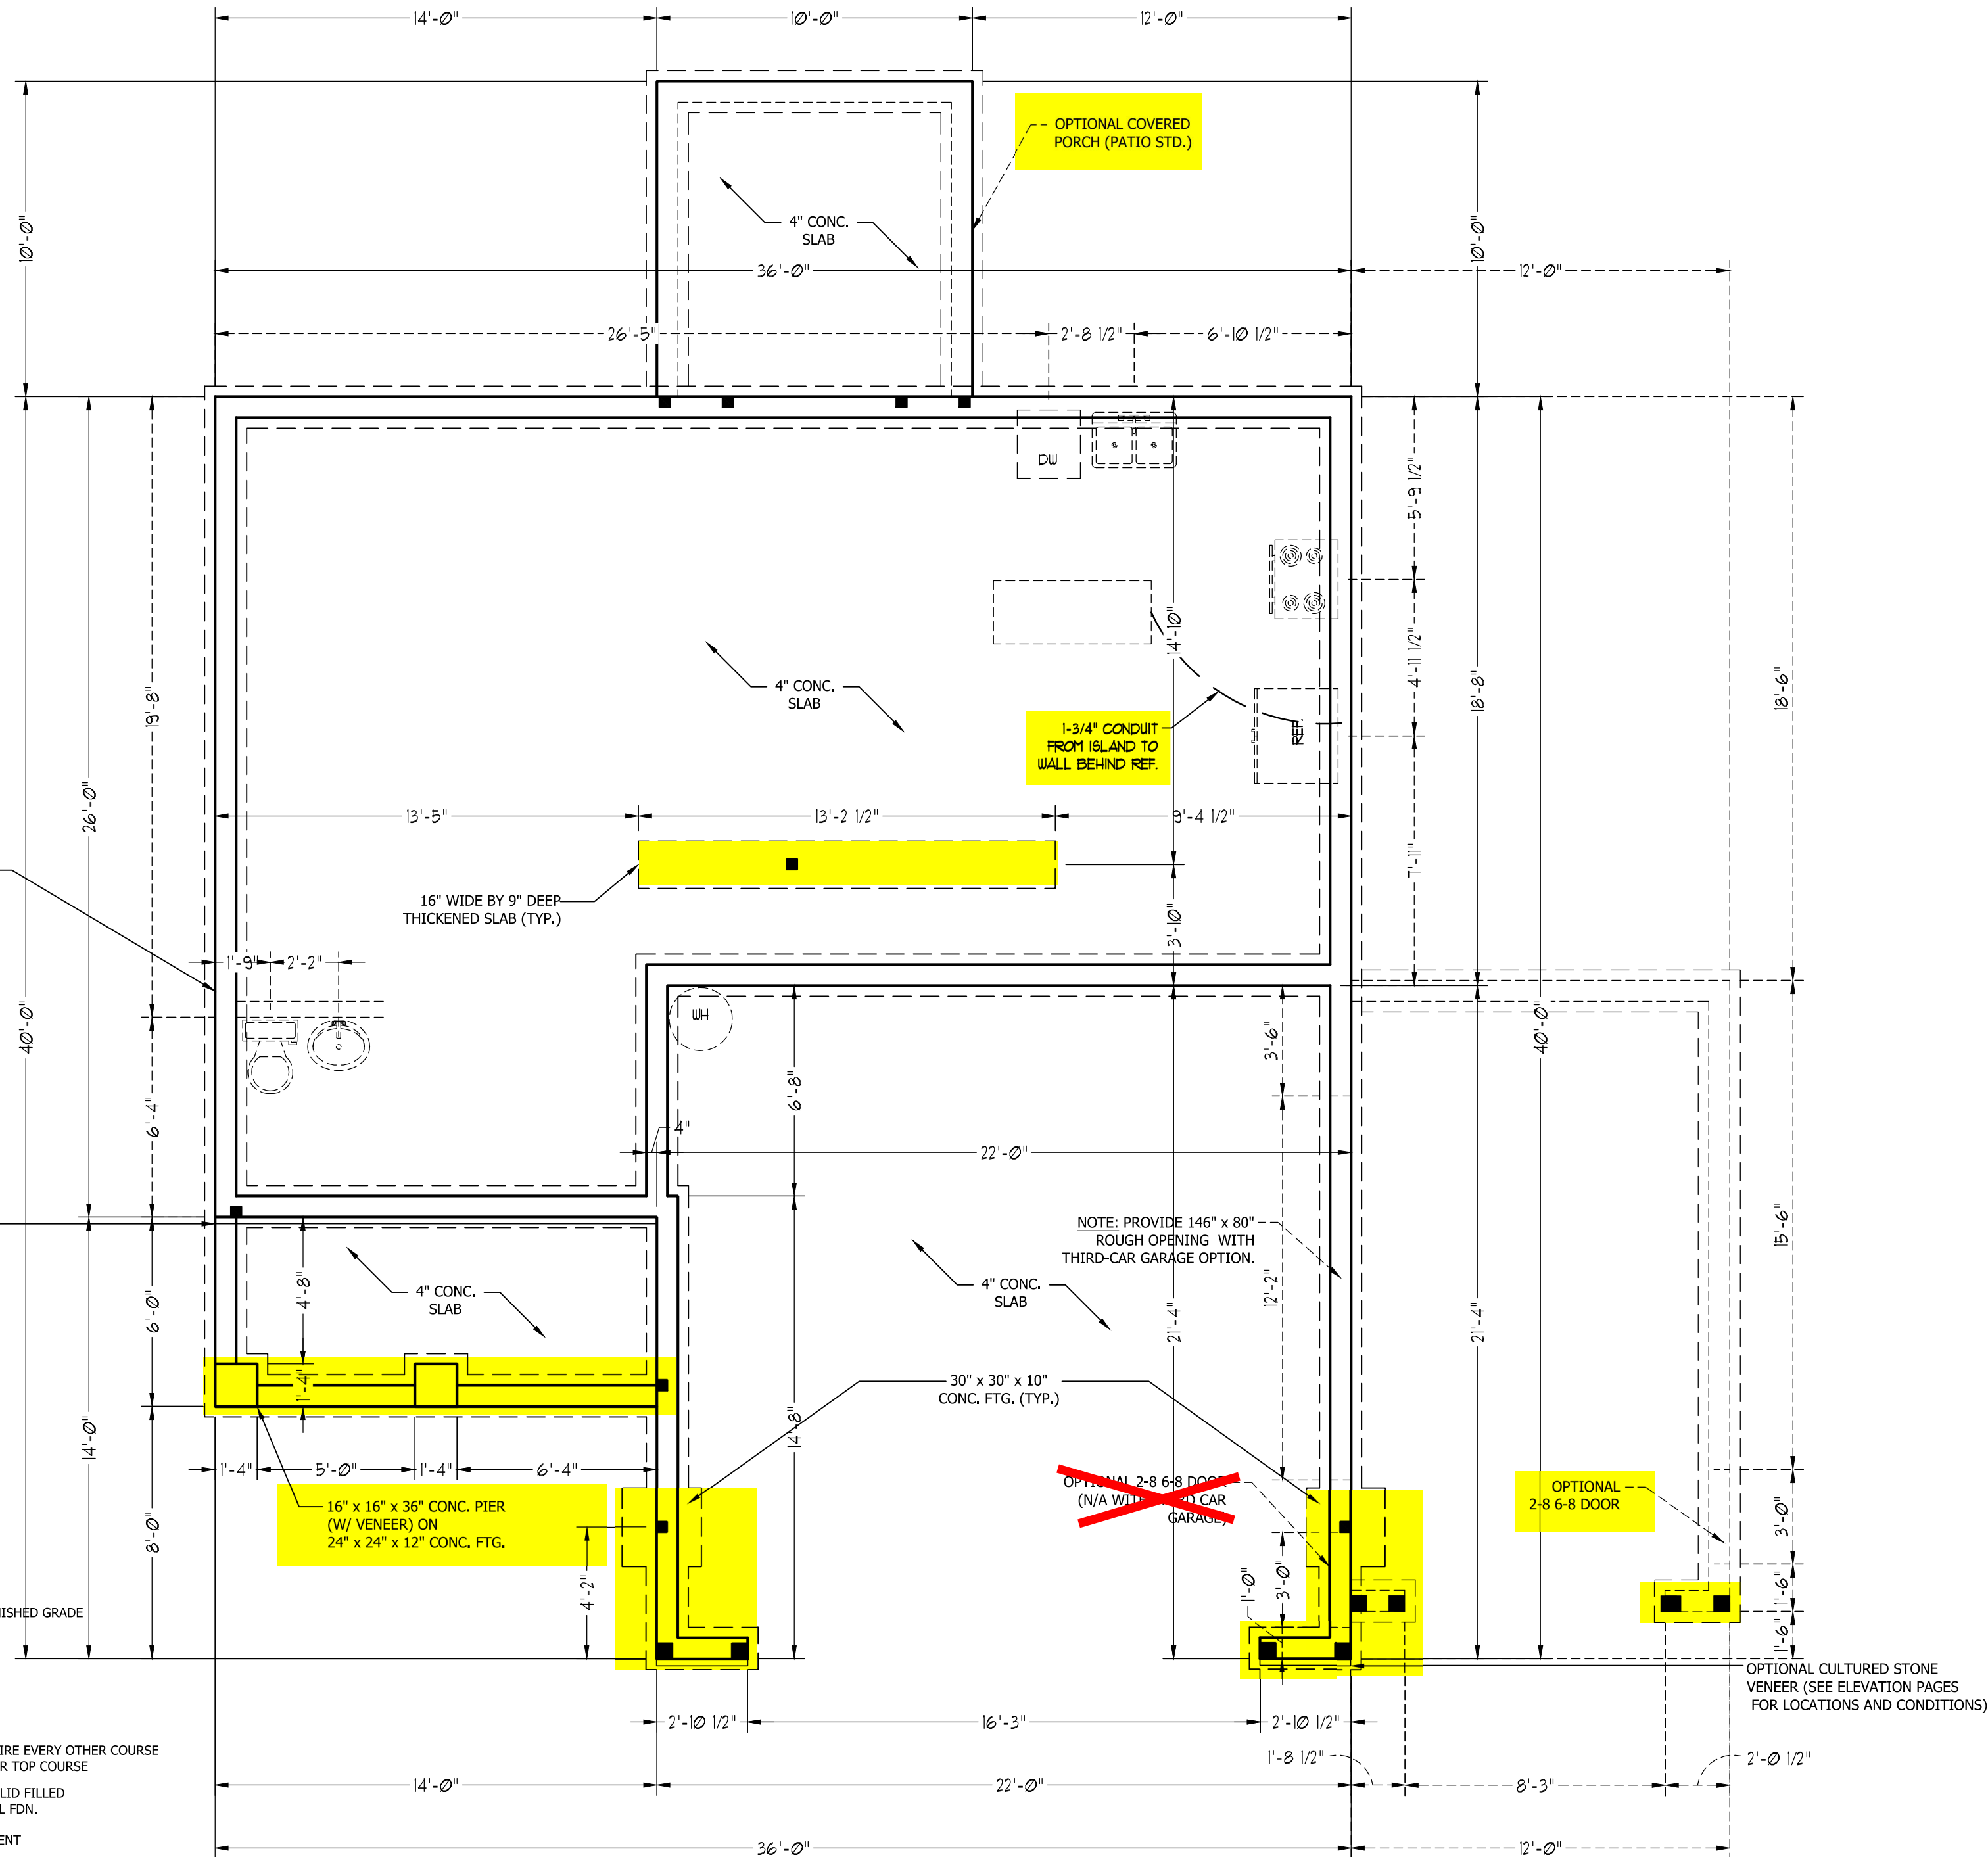 14'-0" 10'-0" 12'-0"
OPTIONAL COVERED
PORCH (PATIO STD.)
4" CONC.
SLAB
10'-0"
10'-0"
36'-0" 12'-0"
26'-5" 2'-8 1/2" 6'-10 1/2"
DW
5'-9 1/2"
14'-10"
4'-11 1/2"
18'-8"
18'-6"
19'-8"
26'-0"
40'-0"
4" CONC.
SLAB
1-3/4" CONDUIT
FROM ISLAND TO
WALL BEHIND REF.
REF.
13'-5" 13'-2 1/2" 9'-4 1/2"
7'-11"
16" WIDE BY 9" DEEP
THICKENED SLAB (TYP.)
3'-10"
1'-9" 2'-2"
WH
3'-6"
40'-0"
6'-8"
6'-4"
4"
22'-0"
NOTE: PROVIDE 146" x 80"
ROUGH OPENING WITH
THIRD-CAR GARAGE OPTION.
15'-6"
4'-8"
6'-0"
4" CONC.
SLAB
4" CONC.
SLAB
12'-2"
21'-4"
21'-4"
1'-4"
30" x 30" x 10"
CONC. FTG. (TYP.)
14'-0"
14'-8"
1'-4" 5'-0" 1'-4" 6'-4"
16" x 16" x 36" CONC. PIER
(W/ VENEER) ON
24" x 24" x 12" CONC. FTG.
8'-0"
OPTIONAL 2-8 6-8 DOOR
(N/A WITH CAR
GARAGE)
OPTIONAL
2-8 6-8 DOOR
3'-0"
4'-2"
1'-0"
3'-0"
1'-6"
1'-6"
NISHED GRADE
OPTIONAL CULTURED STONE
VENEER (SEE ELEVATION PAGES
FOR LOCATIONS AND CONDITIONS)
2'-10 1/2" 16'-3" 2'-10 1/2"
IRE EVERY OTHER COURSE
R TOP COURSE
1'-8 1/2" 2'-0 1/2"
14'-0" 22'-0" 8'-3"
LID FILLED
L FDN.
ENT
36'-0" 12'-0"